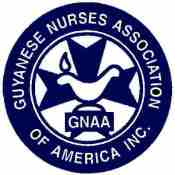 GUYANESE NURSES ASSOCIATION
OF AMERICA INC.
GNAA